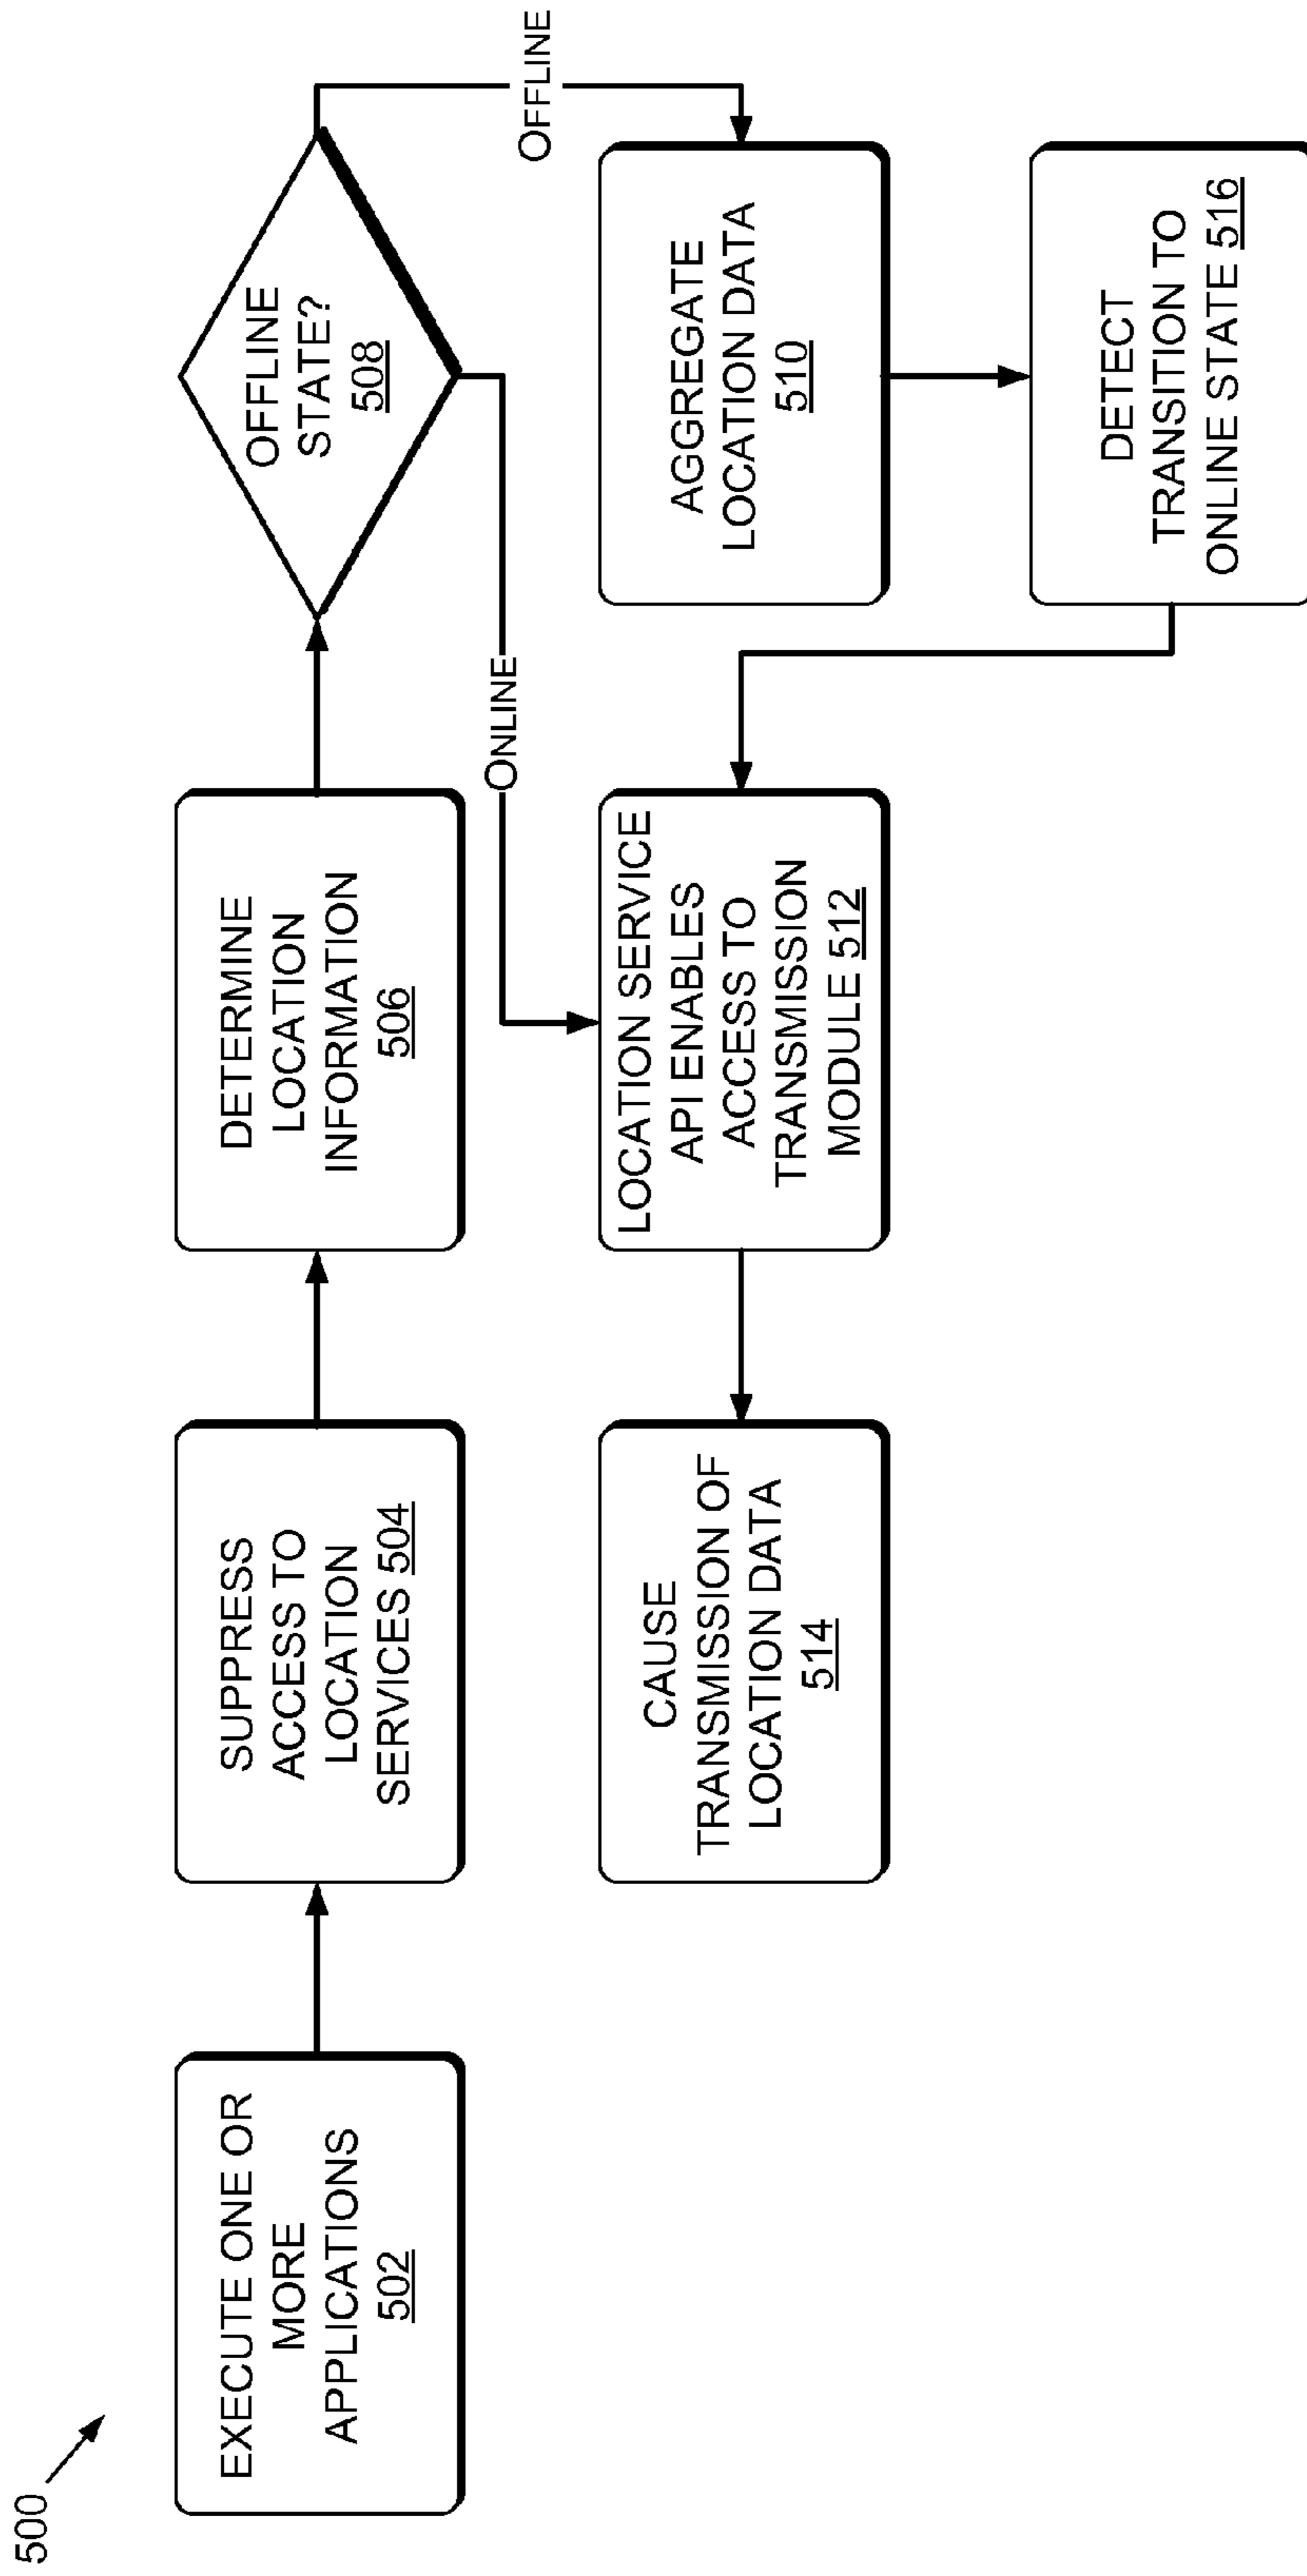 500
EXECUTE ONE OR
MORE
APPLICATIONS
502
SUPPRESS
ACCESS TO
LOCATION
SERVICES 504
DETERMINE
LOCATION
INFORMATION
506
OFFLINE
STATE?
508
ONLINE
OFFLINE
CAUSE
TRANSMISSION OF
LOCATION DATA
514
LOCATION SERVICE
API ENABLES
ACCESS TO
TRANSMISSION
MODULE 512
AGGREGATE
LOCATION DATA
510
DETECT
TRANSITION TO
ONLINE STATE 516